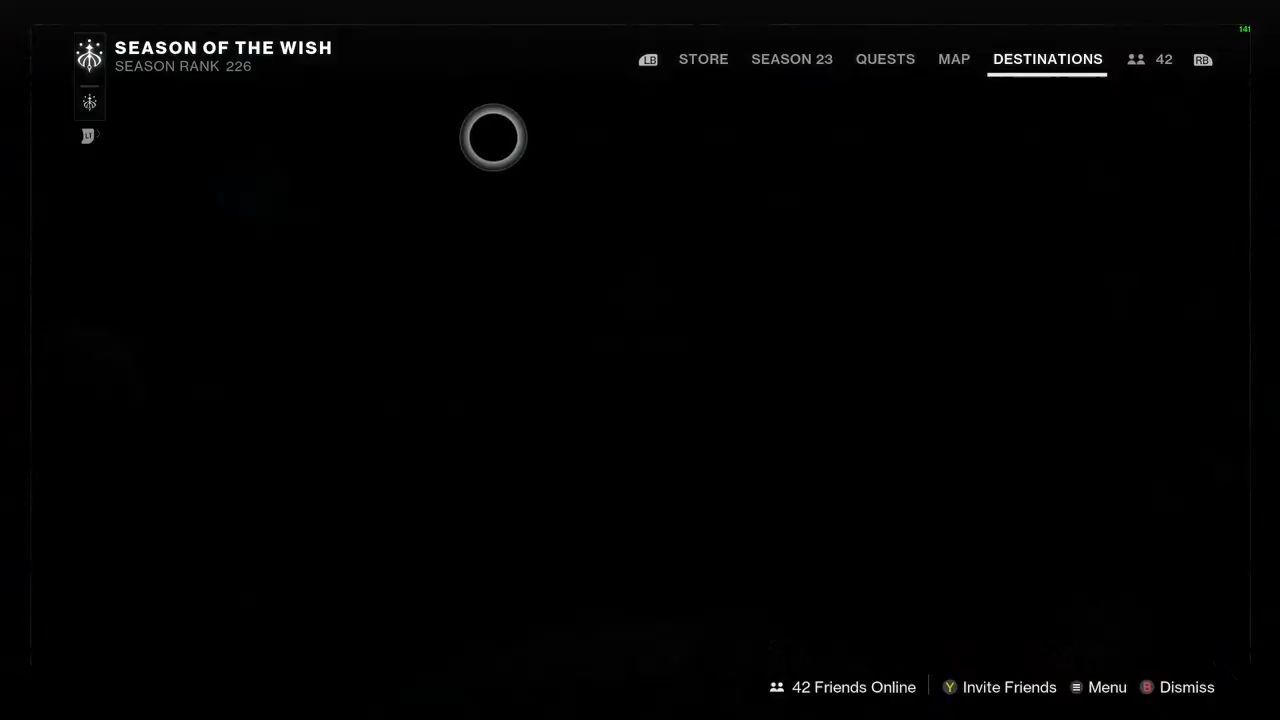 SEASON OF THE WISH
SEASON RANK 226
LB STORE SEASON 23 QUESTS MAP DESTINATIONS 42 RB
141
LT
42 Friends Online Y Invite Friends Menu B Dismiss